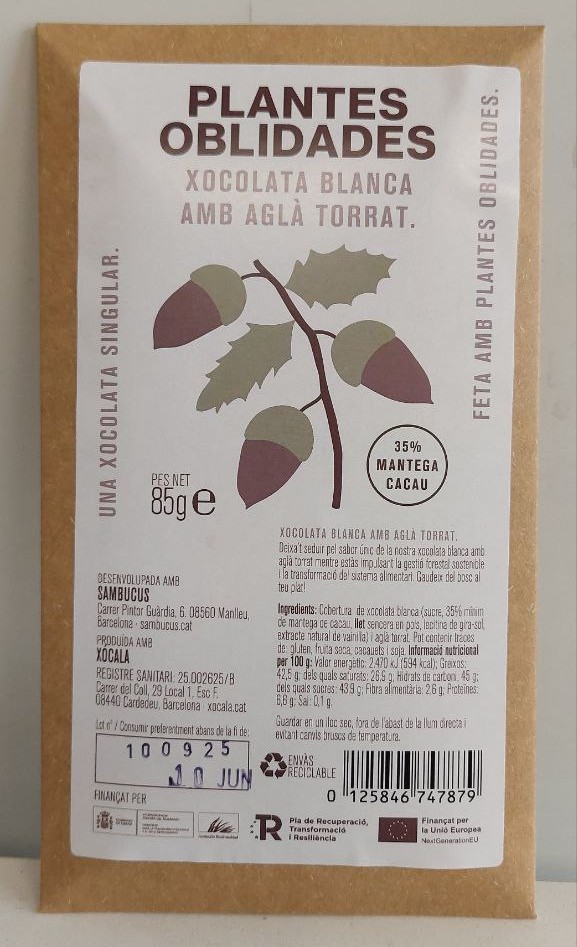 PLANTES
OBLIDADES
XOCOLATA BLANCA
AMB AGLÀ TORRAT.
UNA XOCOLATA SINGULAR.
FETA AMB PLANTES OBLIDADES.
35%
MANTEGA
CACAU
PES NET
85g e
XOCOLATA BLANCA AMB AGLÀ TORRAT.
Deixa't seduir pel sabor únic de la nostra xocolata blanca amb
aglà torrat mentre estàs impulsant la gestió forestal sostenible
i la transformació del sistema alimentari. Gaudeix del bosc al
teu plat!
DESENVOLUPADA AMB
SAMBUCUS
Carrer Pintor Guàrdia, 6. 08560 Manlleu,
Barcelona · sambucus.cat
PRODUÏDA AMB
XOCALA
REGISTRE SANITARI: 25.002625/B
Carrer del Coll, 29 Local 1, Esc F.
08440 Cardedeu, Barcelona · xocala.cat
Ingredients: Cobertura de xocolata blanca (sucre, 35% mínim
de mantega de cacau, llet sencera en pols, lecitina de gira-sol,
extracte natural de vainilla) i aglà torrat. Pot contenir traces
de: gluten, fruita seca, cacauets i soja. Informació nutricional
per 100 g: Valor energètic: 2.470 kJ (594 kcal); Greixos:
42,5 g; dels quals saturats: 26,5 g; Hidrats de carboni: 45 g;
dels quals sucres: 43,9 g; Fibra alimentària: 2,6 g; Proteïnes:
6,6 g; Sal: 0,1 g.
Guardar en un lloc sec, fora de l'abast de la llum directa i
evitant canvis bruscs de temperatura.
Lot nº / Consumir preferentment abans de la fi de:
100925
10 JUN
ENVÀS
RECICLABLE
0 125846 747879
FINANÇAT PER
Pla de Recuperació,
Transformació
i Resiliència
Finançat per
la Unió Europea
NextGenerationEU